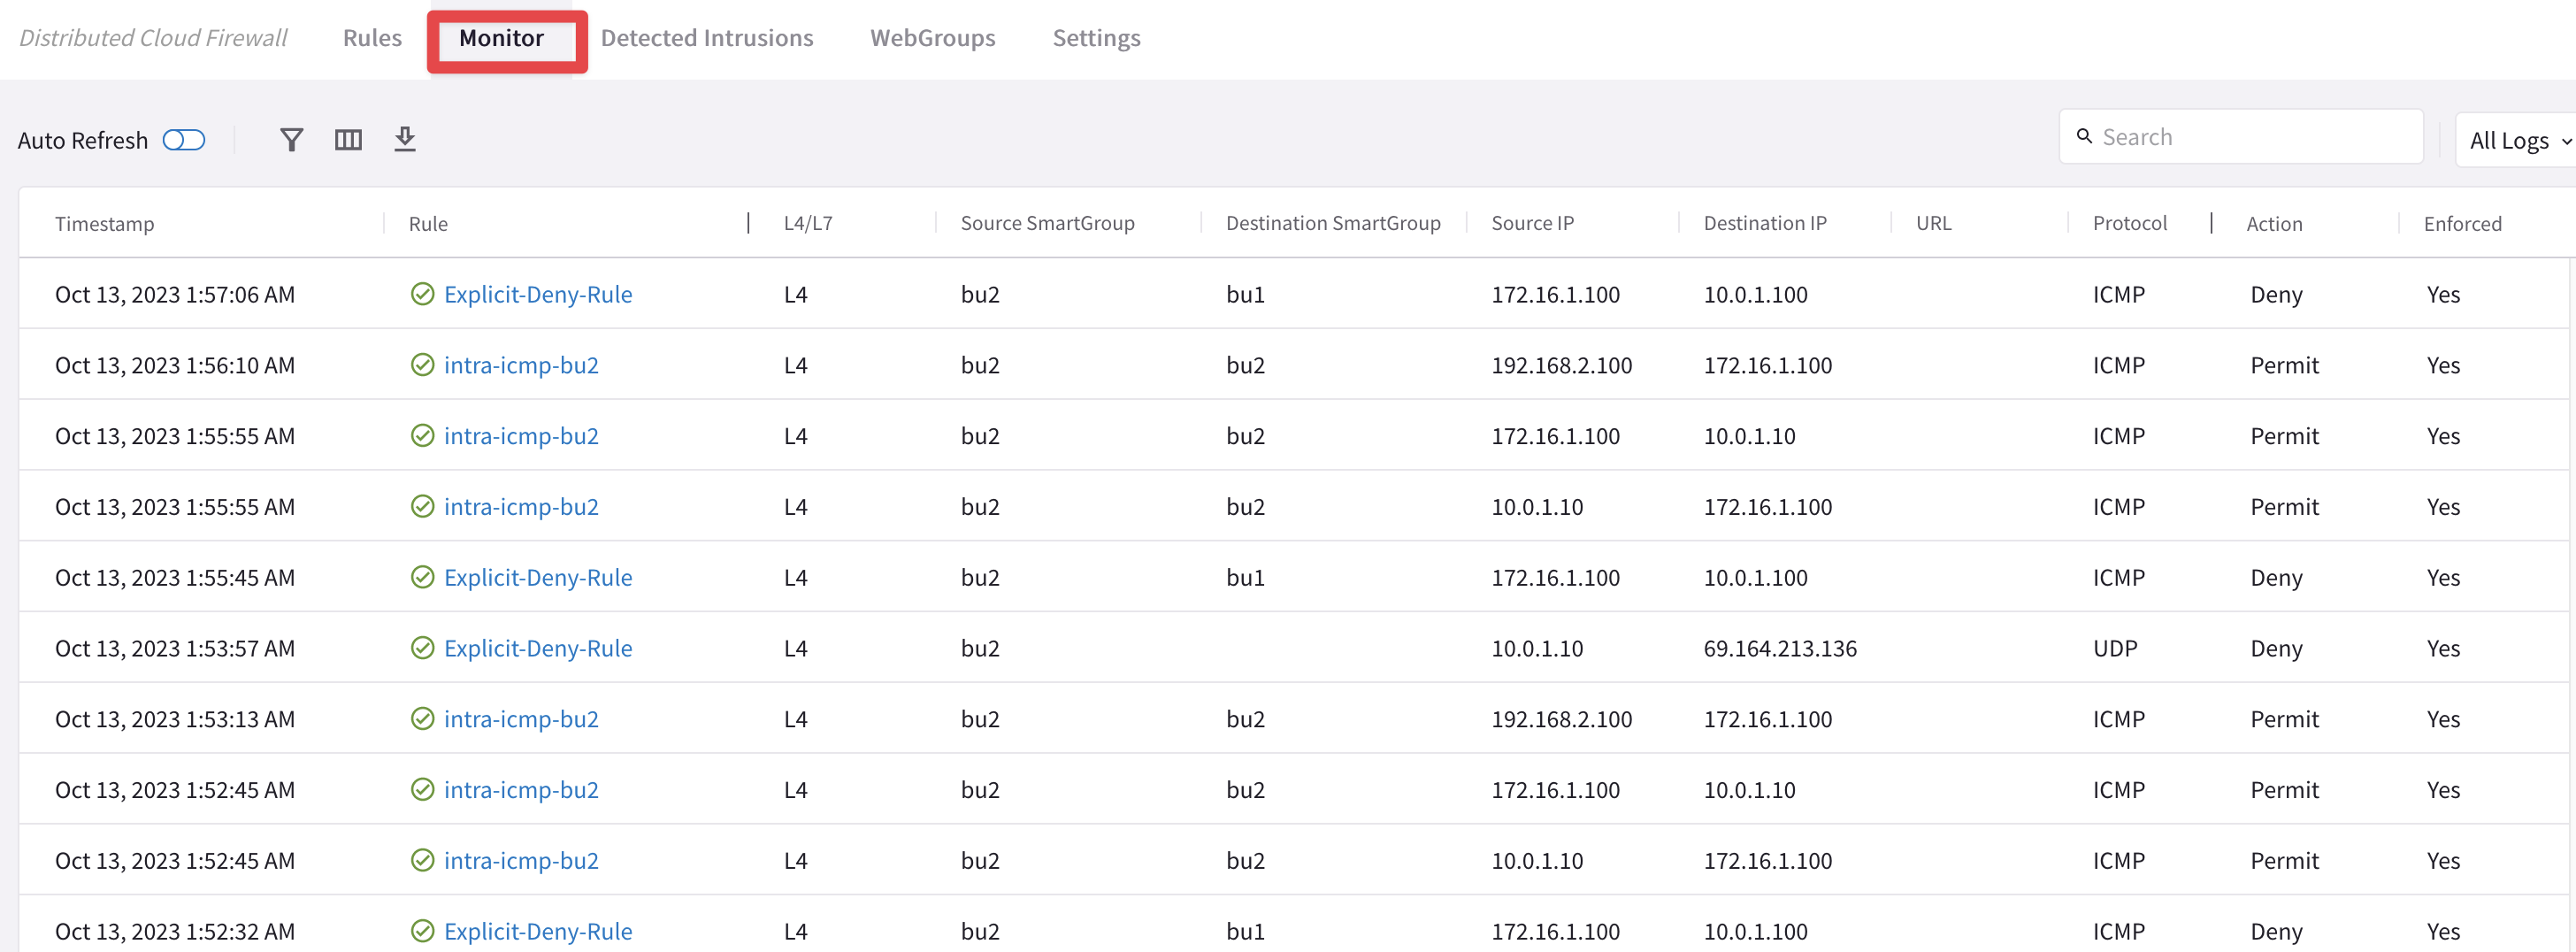 Distributed Cloud Firewall Rules Monitor Detected Intrusions WebGroups Settings
Auto Refresh Search All Logs
Timestamp Rule L4/L7 Source SmartGroup Destination SmartGroup Source IP Destination IP URL Protocol Action Enforced
Oct 13, 2023 1:57:06 AM Explicit-Deny-Rule L4 bu2 bu1 172.16.1.100 10.0.1.100 ICMP Deny Yes
Oct 13, 2023 1:56:10 AM intra-icmp-bu2 L4 bu2 bu2 192.168.2.100 172.16.1.100 ICMP Permit Yes
Oct 13, 2023 1:55:55 AM intra-icmp-bu2 L4 bu2 bu2 172.16.1.100 10.0.1.10 ICMP Permit Yes
Oct 13, 2023 1:55:55 AM intra-icmp-bu2 L4 bu2 bu2 10.0.1.10 172.16.1.100 ICMP Permit Yes
Oct 13, 2023 1:55:45 AM Explicit-Deny-Rule L4 bu2 bu1 172.16.1.100 10.0.1.100 ICMP Deny Yes
Oct 13, 2023 1:53:57 AM Explicit-Deny-Rule L4 bu2 10.0.1.10 69.164.213.136 UDP Deny Yes
Oct 13, 2023 1:53:13 AM intra-icmp-bu2 L4 bu2 bu2 192.168.2.100 172.16.1.100 ICMP Permit Yes
Oct 13, 2023 1:52:45 AM intra-icmp-bu2 L4 bu2 bu2 172.16.1.100 10.0.1.10 ICMP Permit Yes
Oct 13, 2023 1:52:45 AM intra-icmp-bu2 L4 bu2 bu2 10.0.1.10 172.16.1.100 ICMP Permit Yes
Oct 13, 2023 1:52:32 AM Explicit-Deny-Rule L4 bu2 bu1 172.16.1.100 10.0.1.100 ICMP Deny Yes